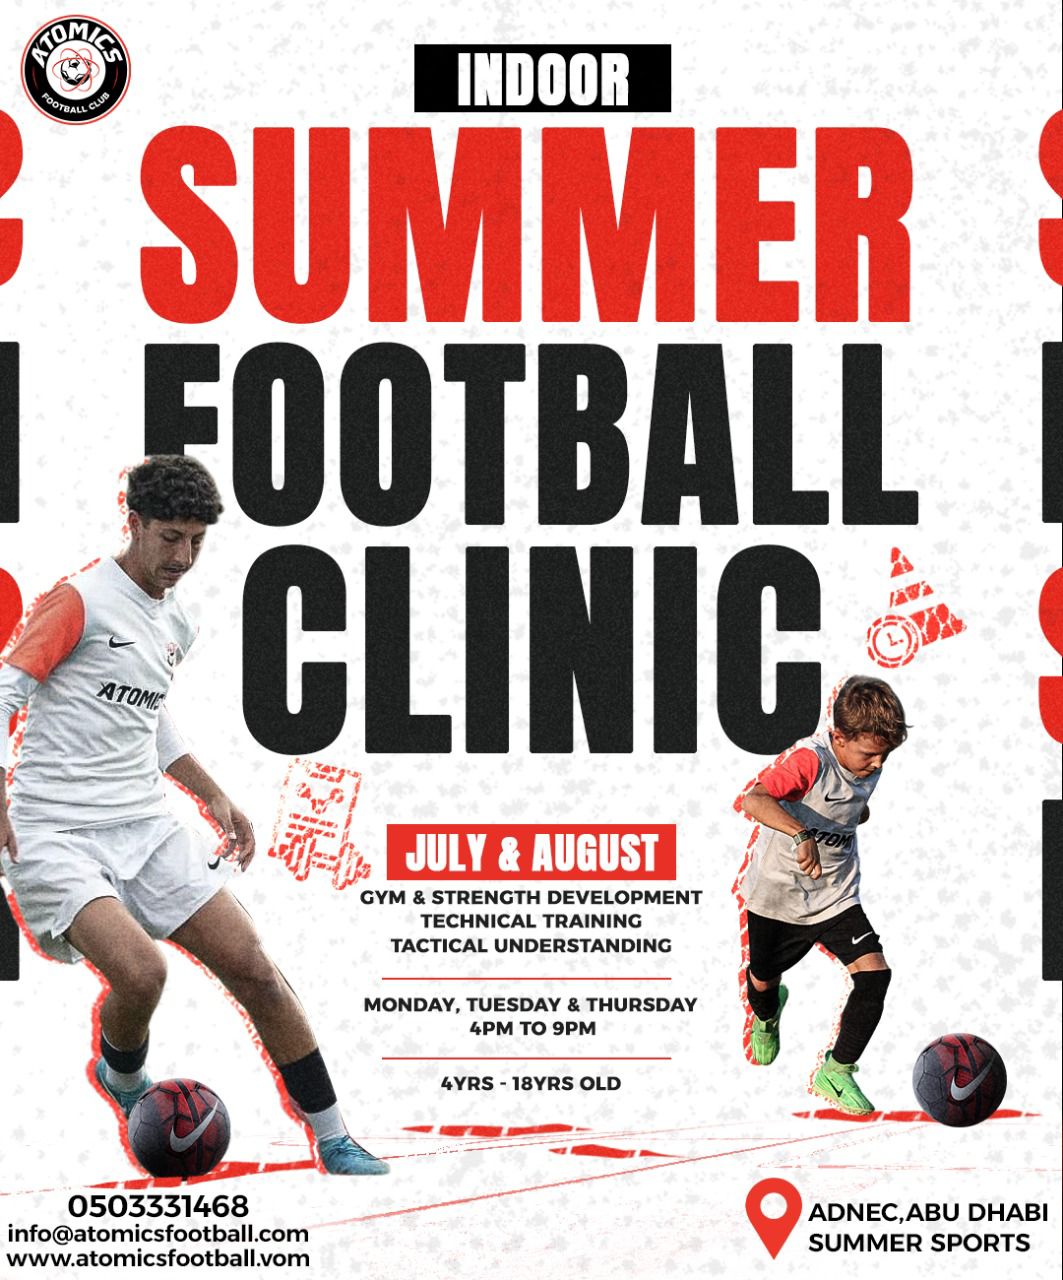 ATOMICS
FOOTBALL CLUB
INDOOR
SUMMER
FOOTBALL
CLINIC
ATOMICS
ATOM
JULY & AUGUST
GYM & STRENGTH DEVELOPMENT
TECHNICAL TRAINING
TACTICAL UNDERSTANDING
MONDAY, TUESDAY & THURSDAY
4PM TO 9PM
4YRS - 18YRS OLD
0503331468
info@atomicsfootball.com
www.atomicsfootball.vom
ADNEC,ABU DHABI
SUMMER SPORTS